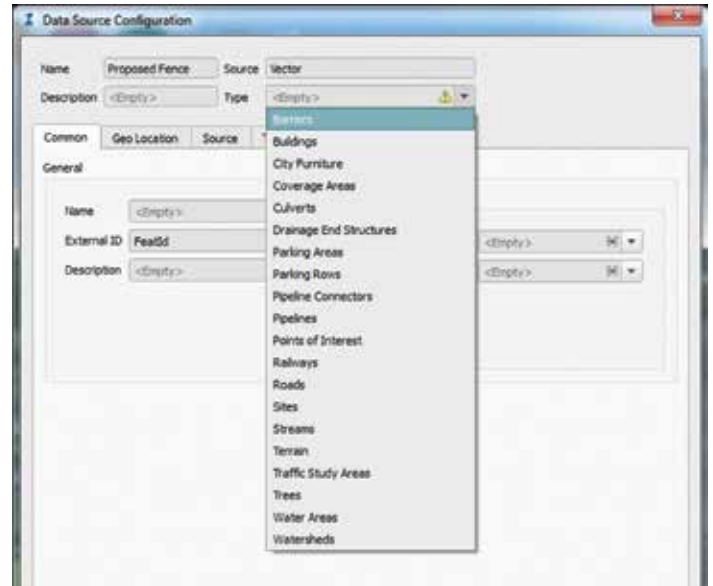 Data Source Configuration
Name Proposed Fence Source Vector
Description <Empty> Type <Empty>
Common Geo Location Source
General
Name <Empty>
External ID FeatId <Empty>
Description <Empty> <Empty>
Barriers
Buildings
City Furniture
Coverage Areas
Culverts
Drainage End Structures
Parking Areas
Parking Rows
Pipeline Connectors
Pipelines
Points of Interest
Railways
Roads
Sites
Streams
Terrain
Traffic Study Areas
Trees
Water Areas
Watersheds